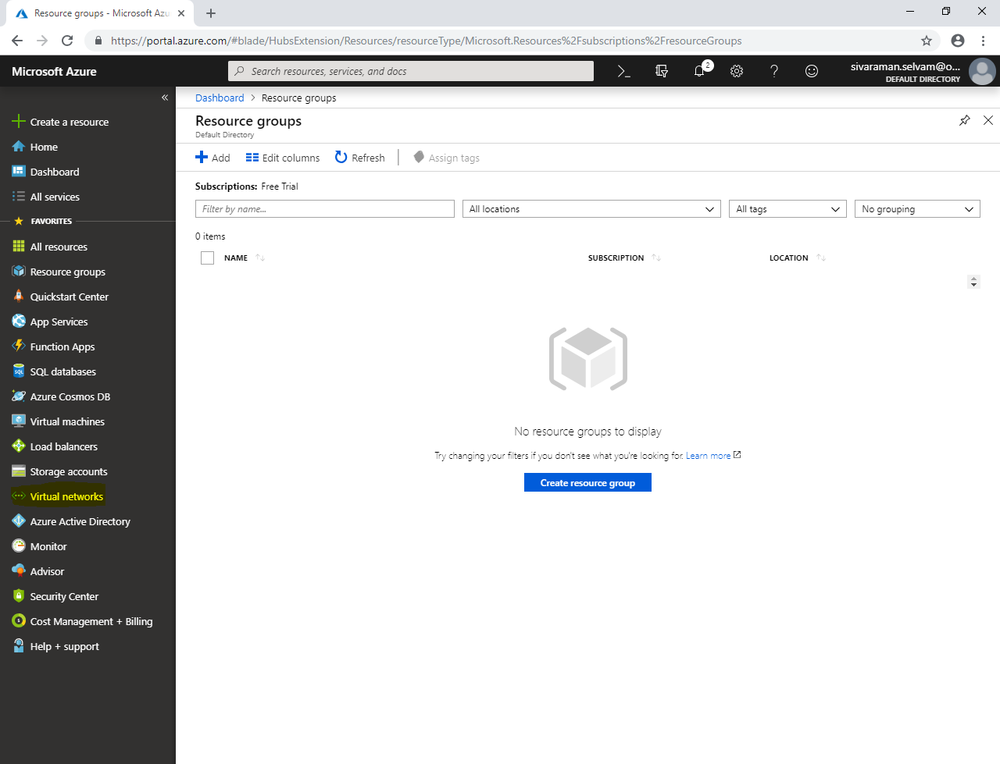 Resource groups - Microsoft Azu
https://portal.azure.com/#blade/HubsExtension/Resources/resourceType/Microsoft.Resources%2Fsubscriptions%2FresourceGroups
Microsoft Azure
Search resources, services, and docs
2
sivaraman.selvam@o...
DEFAULT DIRECTORY
Create a resource
Home
Dashboard
All services
FAVORITES
All resources
Resource groups
Quickstart Center
App Services
Function Apps
SQL
SQL databases
Azure Cosmos DB
Virtual machines
Load balancers
Storage accounts
Virtual networks
Azure Active Directory
Monitor
Advisor
Security Center
Cost Management + Billing
Help + support
Dashboard > Resource groups
Resource groups
Default Directory
Add
Edit columns
Refresh
Assign tags
Subscriptions: Free Trial
Filter by name...
All locations
All tags
No grouping
0 items
NAME
SUBSCRIPTION
LOCATION
No resource groups to display
Try changing your filters if you don't see what you're looking for. Learn more
Create resource group